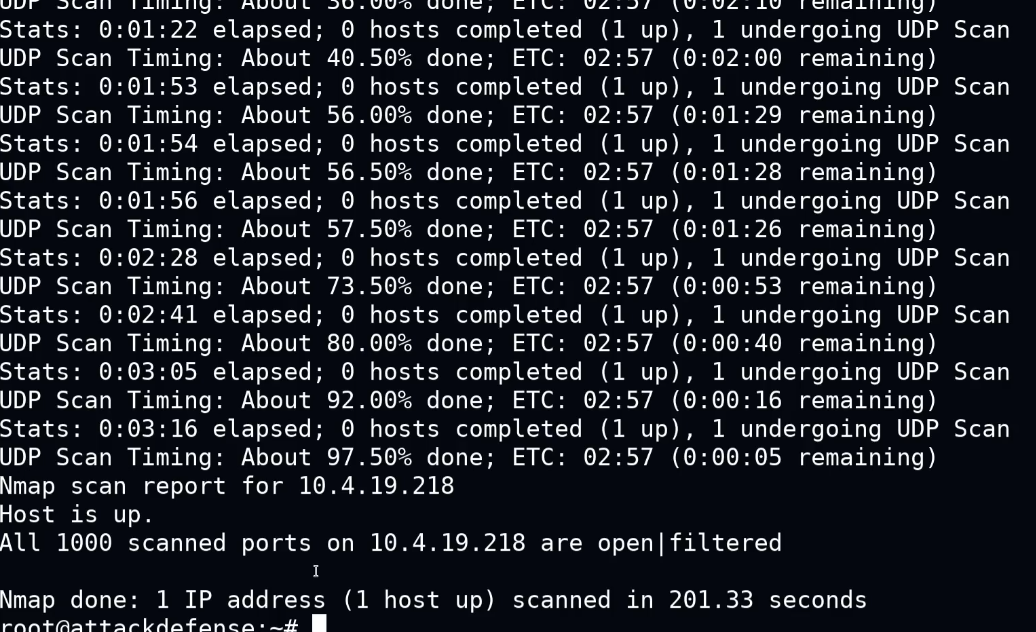 UDP Scan Timing: About 36.00% done; ETC: 02:57 (0:02:10 remaining)
Stats: 0:01:22 elapsed; 0 hosts completed (1 up), 1 undergoing UDP Scan
UDP Scan Timing: About 40.50% done; ETC: 02:57 (0:02:00 remaining)
Stats: 0:01:53 elapsed; 0 hosts completed (1 up), 1 undergoing UDP Scan
UDP Scan Timing: About 56.00% done; ETC: 02:57 (0:01:29 remaining)
Stats: 0:01:54 elapsed; 0 hosts completed (1 up), 1 undergoing UDP Scan
UDP Scan Timing: About 56.50% done; ETC: 02:57 (0:01:28 remaining)
Stats: 0:01:56 elapsed; 0 hosts completed (1 up), 1 undergoing UDP Scan
UDP Scan Timing: About 57.50% done; ETC: 02:57 (0:01:26 remaining)
Stats: 0:02:28 elapsed; 0 hosts completed (1 up), 1 undergoing UDP Scan
UDP Scan Timing: About 73.50% done; ETC: 02:57 (0:00:53 remaining)
Stats: 0:02:41 elapsed; 0 hosts completed (1 up), 1 undergoing UDP Scan
UDP Scan Timing: About 80.00% done; ETC: 02:57 (0:00:40 remaining)
Stats: 0:03:05 elapsed; 0 hosts completed (1 up), 1 undergoing UDP Scan
UDP Scan Timing: About 92.00% done; ETC: 02:57 (0:00:16 remaining)
Stats: 0:03:16 elapsed; 0 hosts completed (1 up), 1 undergoing UDP Scan
UDP Scan Timing: About 97.50% done; ETC: 02:57 (0:00:05 remaining)
Nmap scan report for 10.4.19.218
Host is up.
All 1000 scanned ports on 10.4.19.218 are open|filtered
Nmap done: 1 IP address (1 host up) scanned in 201.33 seconds
root@attackdefense:~#